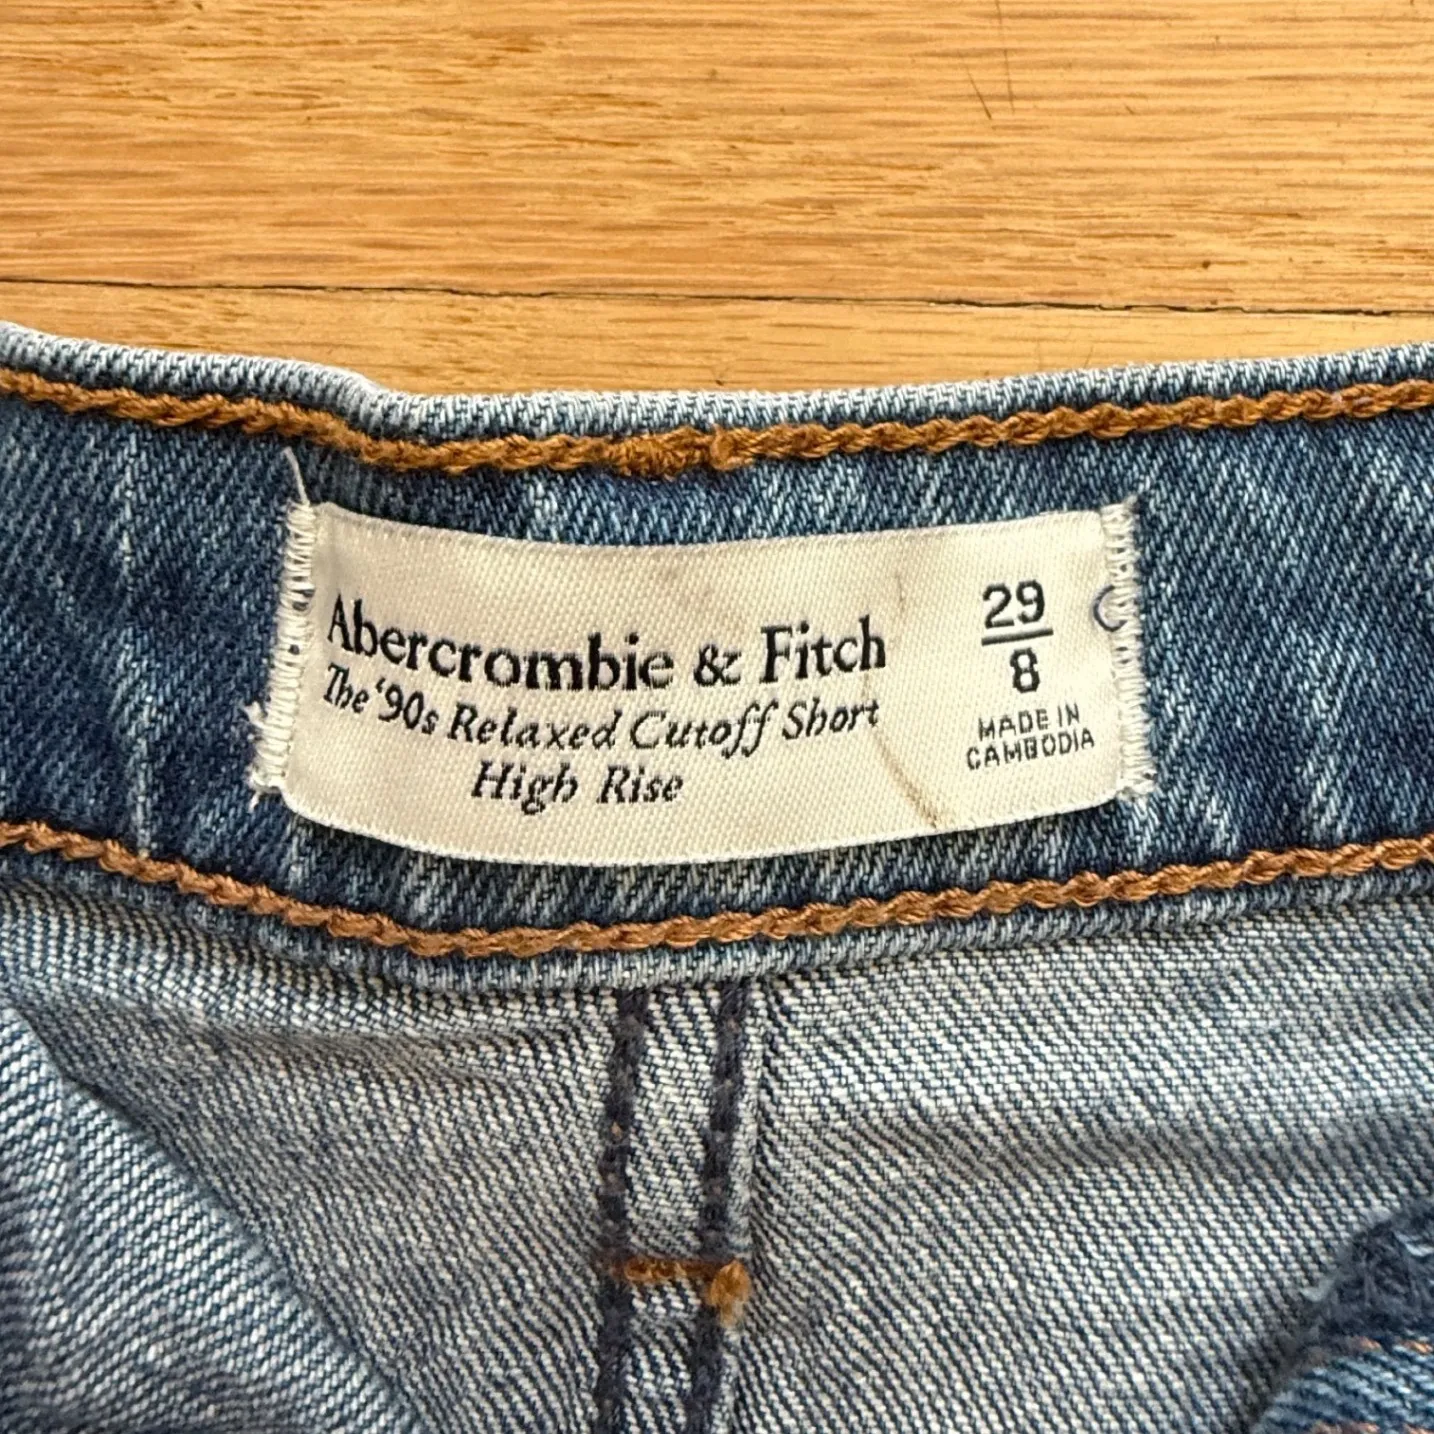 Abercrombie & Fitch
The '90s Relaxed Cutoff Short
High Rise
29
8
MADE IN
CAMBODIA